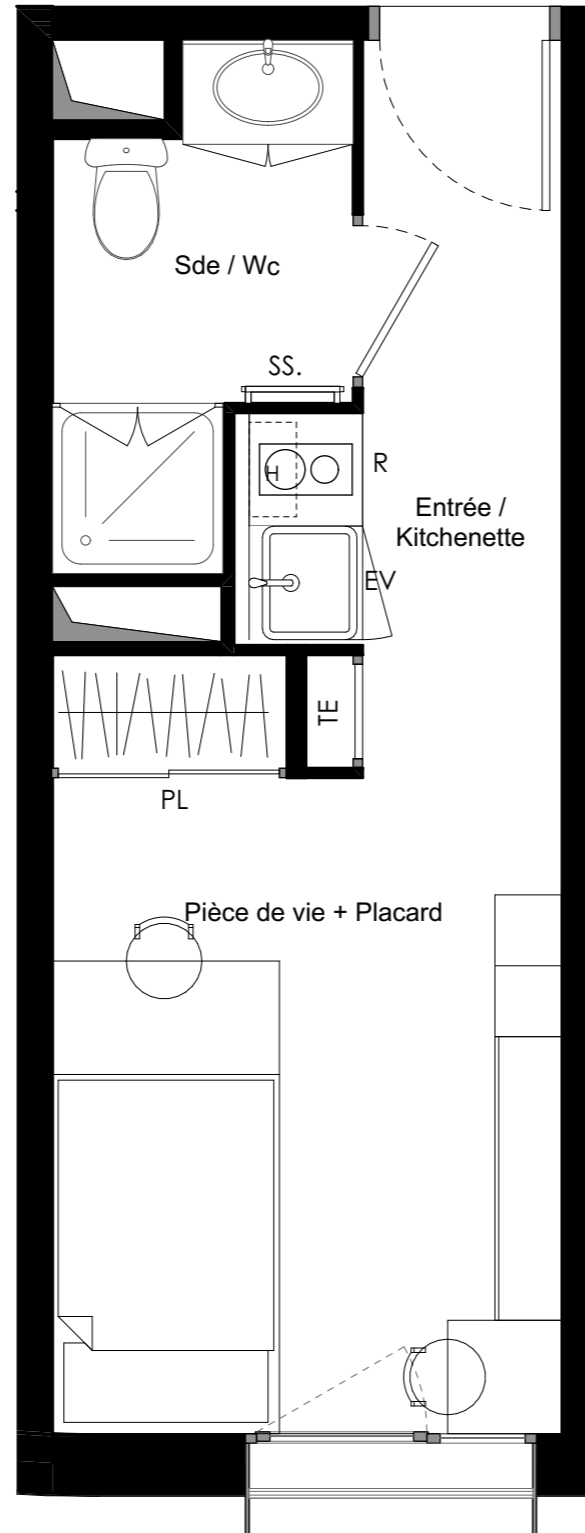 Sde / Wc
SS.
H
R
Entrée /
Kitchenette
EV
TE
PL
Pièce de vie + Placard